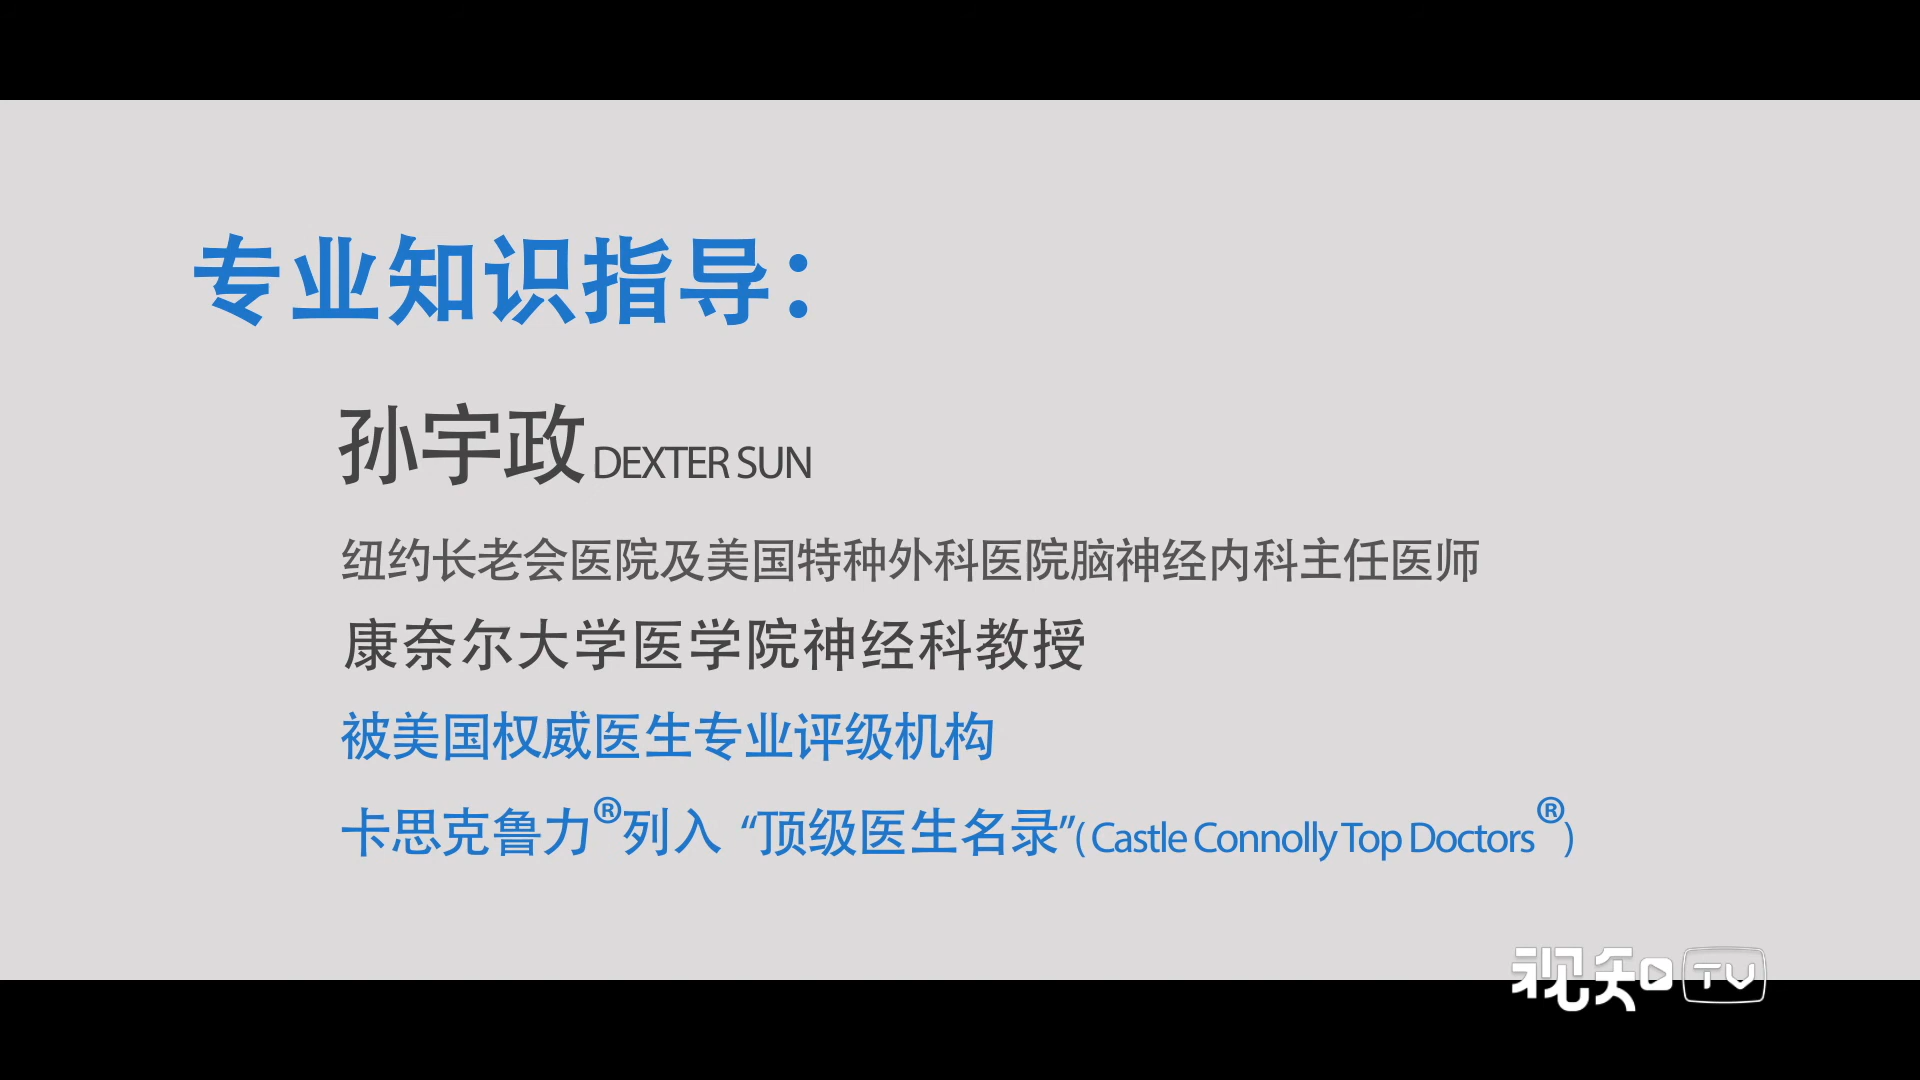 专业知识指导：
孙宇政 DEXTER SUN
纽约长老会医院及美国特种外科医院脑神经内科主任医师
康奈尔大学医学院神经科教授
被美国权威医生专业评级机构
卡思克鲁力®列入 “顶级医生名录”( Castle Connolly Top Doctors®)
视知 TV